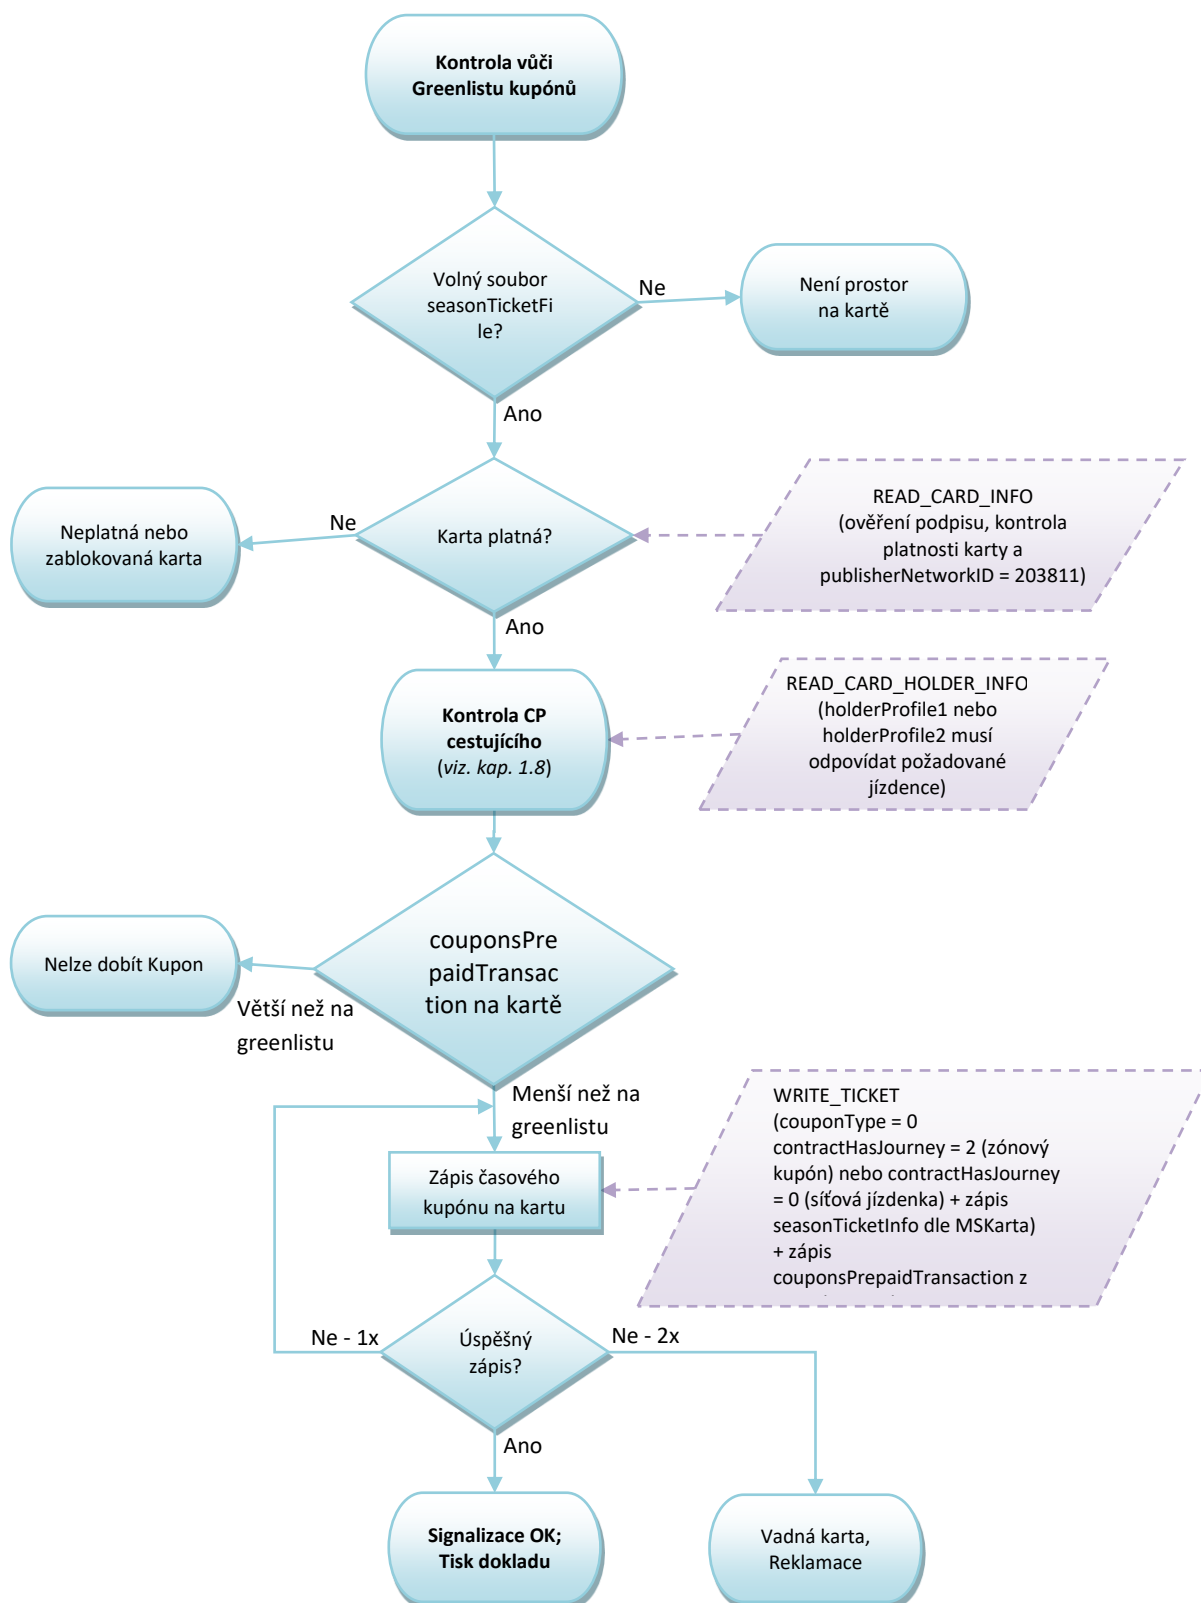 Kontrola vůči
Greenlistu kupónů
Volný soubor
seasonTicketFi
le?
Ne
Není prostor
na kartě
Ano
Karta platná?
Ne
Neplatná nebo
zablokovaná karta
READ_CARD_INFO
(ověření podpisu, kontrola
platnosti karty a
publisherNetworkID = 203811)
Ano
Kontrola CP
cestujícího
(viz. kap. 1.8)
READ_CARD_HOLDER_INFO
(holderProfile1 nebo
holderProfile2 musí
odpovídat požadované
jízdence)
couponsPre
paidTransac
tion na kartě
Nelze dobít Kupon
Větší než na
greenlistu
Menší než na
greenlistu
Zápis časového
kupónu na kartu
WRITE_TICKET
(couponType = 0
contractHasJourney = 2 (zónový
kupón) nebo contractHasJourney
= 0 (síťová jízdenka) + zápis
seasonTicketInfo dle MSKarta)
+ zápis
couponsPrepaidTransaction z
Úspěšný
zápis?
Ne - 1x
Ne - 2x
Ano
Signalizace OK;
Tisk dokladu
Vadná karta,
Reklamace